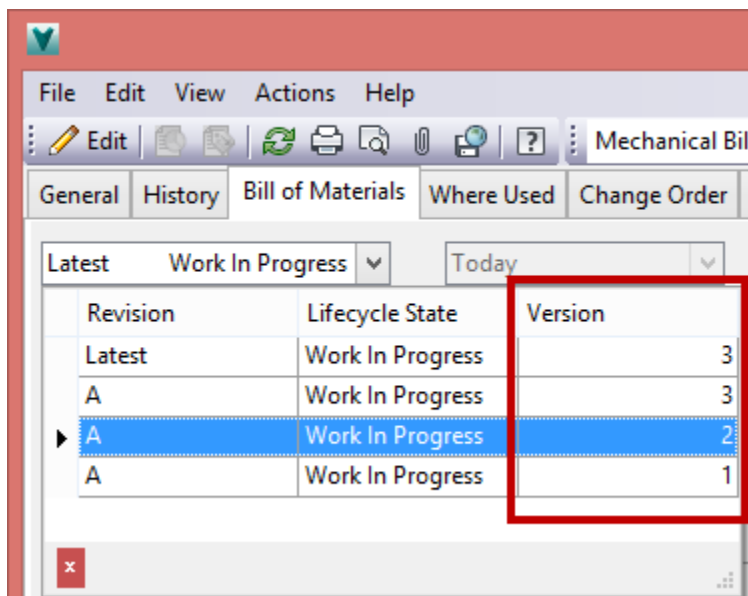 File Edit View Actions Help
Edit ? Mechanical Bil
General History Bill of Materials Where Used Change Order
Latest Work In Progress Today
Revision Lifecycle State Version
Latest Work In Progress 3
A Work In Progress 3
A Work In Progress 2
A Work In Progress 1
x